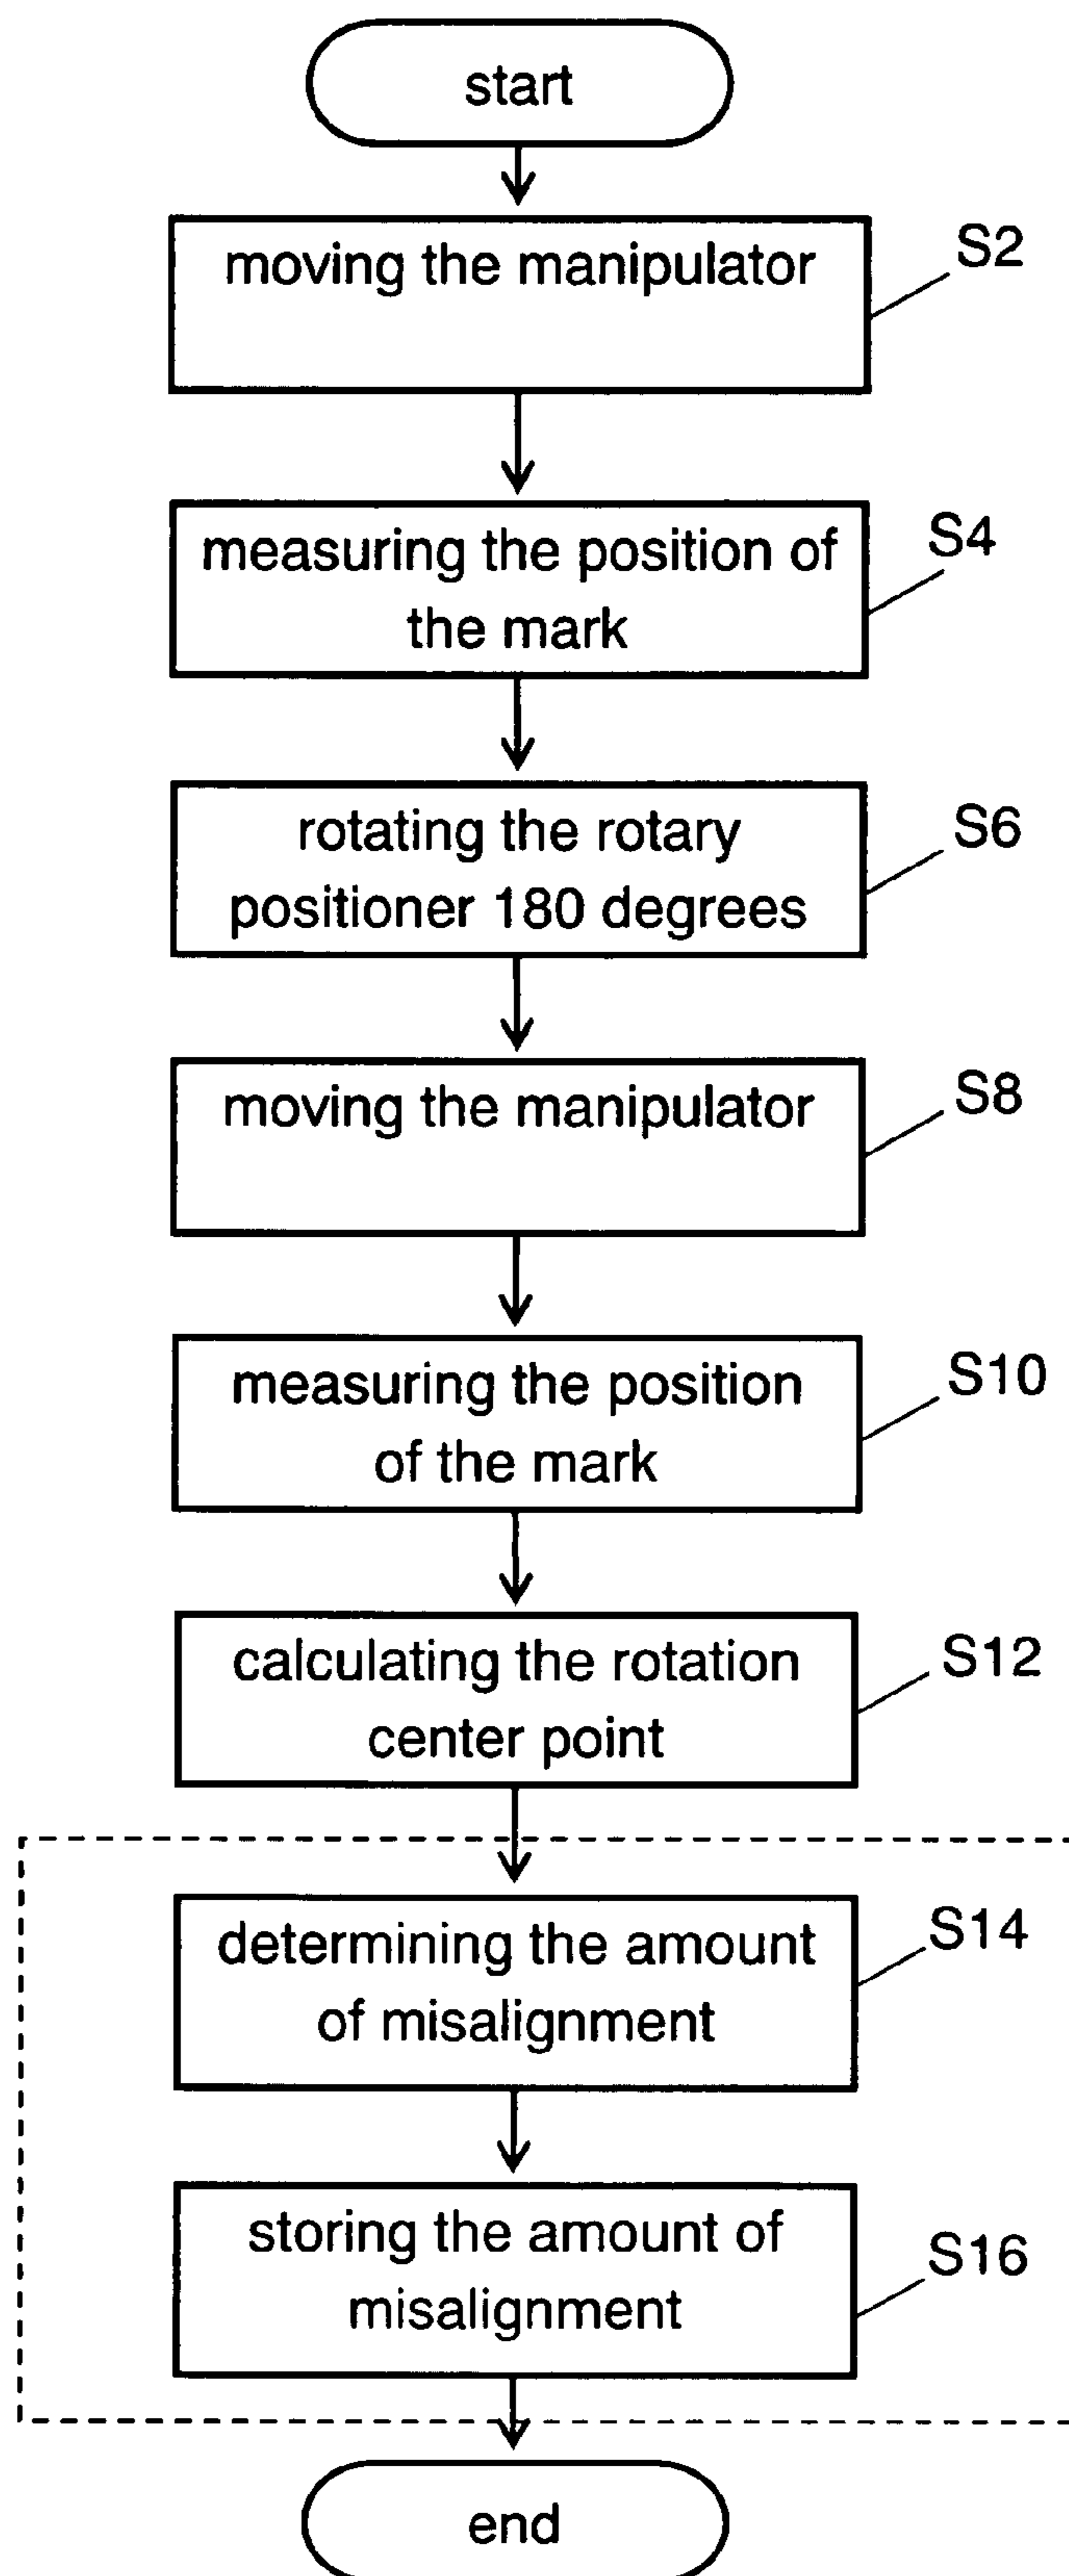 start
moving the manipulator
S2
measuring the position of
the mark
S4
rotating the rotary
positioner 180 degrees
S6
moving the manipulator
S8
measuring the position
of the mark
S10
calculating the rotation
center point
S12
determining the amount
of misalignment
S14
storing the amount of
misalignment
S16
end